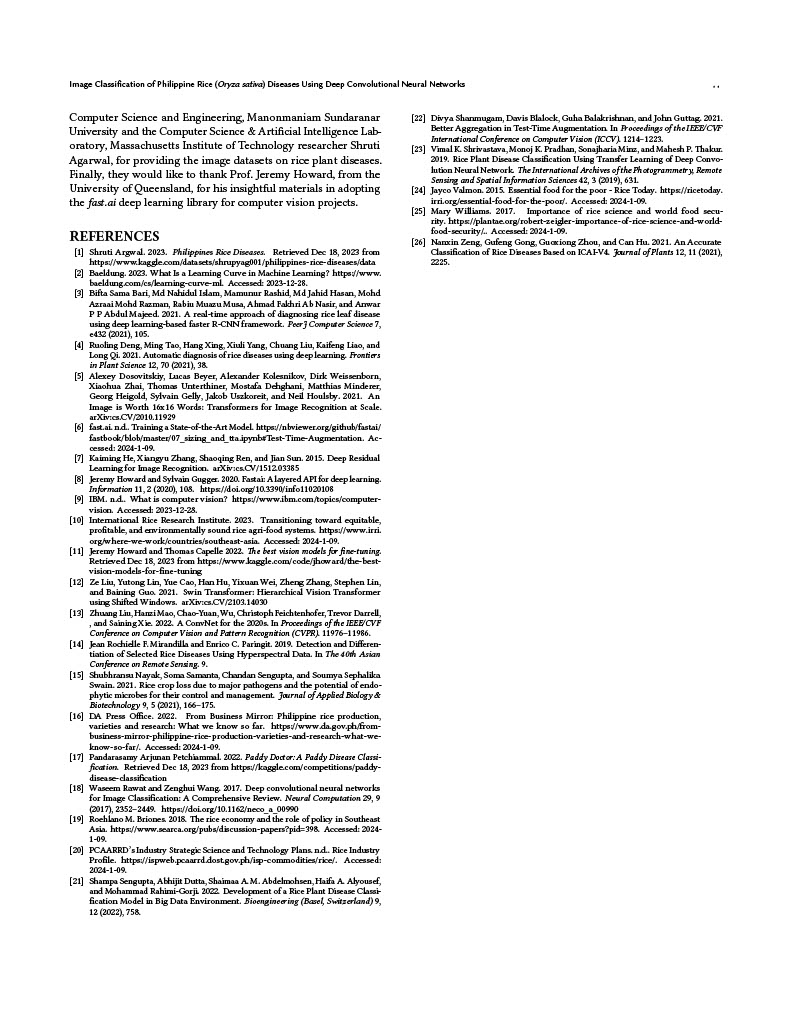 Image Classification of Philippine Rice (Oryza sativa) Diseases Using Deep Convolutional Neural Networks
, ,
Computer Science and Engineering, Manonmaniam Sundaranar
University and the Computer Science & Artificial Intelligence Lab-
oratory, Massachusetts Institute of Technology researcher Shruti
Agarwal, for providing the image datasets on rice plant diseases.
Finally, they would like to thank Prof. Jeremy Howard, from the
University of Queensland, for his insightful materials in adopting
the fast.ai deep learning library for computer vision projects.
REFERENCES
[1] Shruti Argwal. 2023. Philippines Rice Diseases. Retrieved Dec 18, 2023 from
https://www.kaggle.com/datasets/shrupyag001/philippines-rice-diseases/data
[2] Baeldung. 2023. What Is a Learning Curve in Machine Learning? https://www.
baeldung.com/cs/learning-curve-ml. Accessed: 2023-12-28.
[3] Bifta Sama Bari, Md Nahidul Islam, Mamunur Rashid, Md Jahid Hasan, Mohd
Azraai Mohd Razman, Rabiu Muazu Musa, Ahmad Fakhri Ab Nasir, and Anwar
P P Abdul Majeed. 2021. A real-time approach of diagnosing rice leaf disease
using deep learning-based faster R-CNN framework. PeerJ Computer Science 7,
e432 (2021), 105.
[4] Ruoling Deng, Ming Tao, Hang Xing, Xiuli Yang, Chuang Liu, Kaifeng Liao, and
Long Qi. 2021. Automatic diagnosis of rice diseases using deep learning. Frontiers
in Plant Science 12, 70 (2021), 38.
[5] Alexey Dosovitskiy, Lucas Beyer, Alexander Kolesnikov, Dirk Weissenborn,
Xiaohua Zhai, Thomas Unterthiner, Mostafa Dehghani, Matthias Minderer,
Georg Heigold, Sylvain Gelly, Jakob Uszkoreit, and Neil Houlsby. 2021. An
Image is Worth 16x16 Words: Transformers for Image Recognition at Scale.
arXiv:cs.CV/2010.11929
[6] fast.ai. n.d.. Training a State-of-the-Art Model. https://nbviewer.org/github/fastai/
fastbook/blob/master/07_sizing_and_tta.ipynb#Test-Time-Augmentation. Ac-
cessed: 2024-1-09.
[7] Kaiming He, Xiangyu Zhang, Shaoqing Ren, and Jian Sun. 2015. Deep Residual
Learning for Image Recognition. arXiv:cs.CV/1512.03385
[8] Jeremy Howard and Sylvain Gugger. 2020. Fastai: A layered API for deep learning.
Information 11, 2 (2020), 108. https://doi.org/10.3390/info11020108
[9] IBM. n.d.. What is computer vision? https://www.ibm.com/topics/computer-
vision. Accessed: 2023-12-28.
[10] International Rice Research Institute. 2023. Transitioning toward equitable,
profitable, and environmentally sound rice agri-food systems. https://www.irri.
org/where-we-work/countries/southeast-asia. Accessed: 2024-1-09.
[11] Jeremy Howard and Thomas Capelle 2022. The best vision models for fine-tuning.
Retrieved Dec 18, 2023 from https://www.kaggle.com/code/jhoward/the-best-
vision-models-for-fine-tuning
[12] Ze Liu, Yutong Lin, Yue Cao, Han Hu, Yixuan Wei, Zheng Zhang, Stephen Lin,
and Baining Guo. 2021. Swin Transformer: Hierarchical Vision Transformer
using Shifted Windows. arXiv:cs.CV/2103.14030
[13] Zhuang Liu, Hanzi Mao, Chao-Yuan, Wu, Christoph Feichtenhofer, Trevor Darrell,
, and Saining Xie. 2022. A ConvNet for the 2020s. In Proceedings of the IEEE/CVF
Conference on Computer Vision and Pattern Recognition (CVPR). 11976–11986.
[14] Jean Rochielle F. Mirandilla and Enrico C. Paringit. 2019. Detection and Differen-
tiation of Selected Rice Diseases Using Hyperspectral Data. In The 40th Asian
Conference on Remote Sensing. 9.
[15] Shubhransu Nayak, Soma Samanta, Chandan Sengupta, and Soumya Sephalika
Swain. 2021. Rice crop loss due to major pathogens and the potential of endo-
phytic microbes for their control and management. Journal of Applied Biology &
Biotechnology 9, 5 (2021), 166–175.
[16] DA Press Office. 2022. From Business Mirror: Philippine rice production,
varieties and research: What we know so far. https://www.da.gov.ph/from-
business-mirror-philippine-rice-production-varieties-and-research-what-we-
know-so-far/. Accessed: 2024-1-09.
[17] Pandarasamy Arjunan Petchiammal. 2022. Paddy Doctor: A Paddy Disease Classi-
fication. Retrieved Dec 18, 2023 from https://kaggle.com/competitions/paddy-
disease-classification
[18] Waseem Rawat and Zenghui Wang. 2017. Deep convolutional neural networks
for Image Classification: A Comprehensive Review. Neural Computation 29, 9
(2017), 2352–2449. https://doi.org/10.1162/neco_a_00990
[19] Roehlano M. Briones. 2018. The rice economy and the role of policy in Southeast
Asia. https://www.searca.org/pubs/discussion-papers?pid=398. Accessed: 2024-
1-09.
[20] PCAARRD's Industry Strategic Science and Technology Plans. n.d.. Rice Industry
Profile. https://ispweb.pcaarrd.dost.gov.ph/isp-commodities/rice/. Accessed:
2024-1-09.
[21] Shampa Sengupta, Abhijit Dutta, Shaimaa A. M. Abdelmohsen, Haifa A. Alyousef,
and Mohammad Rahimi-Gorji. 2022. Development of a Rice Plant Disease Classi-
fication Model in Big Data Environment. Bioengineering (Basel, Switzerland) 9,
12 (2022), 758.
[22] Divya Shanmugam, Davis Blalock, Guha Balakrishnan, and John Guttag. 2021.
Better Aggregation in Test-Time Augmentation. In Proceedings of the IEEE/CVF
International Conference on Computer Vision (ICCV). 1214–1223.
[23] Vimal K. Shrivastava, Monoj K. Pradhan, Sonajharia Minz, and Mahesh P. Thakur.
2019. Rice Plant Disease Classification Using Transfer Learning of Deep Convo-
lution Neural Network. The International Archives of the Photogrammetry, Remote
Sensing and Spatial Information Sciences 42, 3 (2019), 631.
[24] Jayco Valmon. 2015. Essential food for the poor - Rice Today. https://ricetoday.
irri.org/essential-food-for-the-poor/. Accessed: 2024-1-09.
[25] Mary Williams. 2017. Importance of rice science and world food secu-
rity. https://plantae.org/robert-zeigler-importance-of-rice-science-and-world-
food-security/.. Accessed: 2024-1-09.
[26] Nanxin Zeng, Gufeng Gong, Guoxiong Zhou, and Can Hu. 2021. An Accurate
Classification of Rice Diseases Based on ICAI-V4. Journal of Plants 12, 11 (2021),
2225.